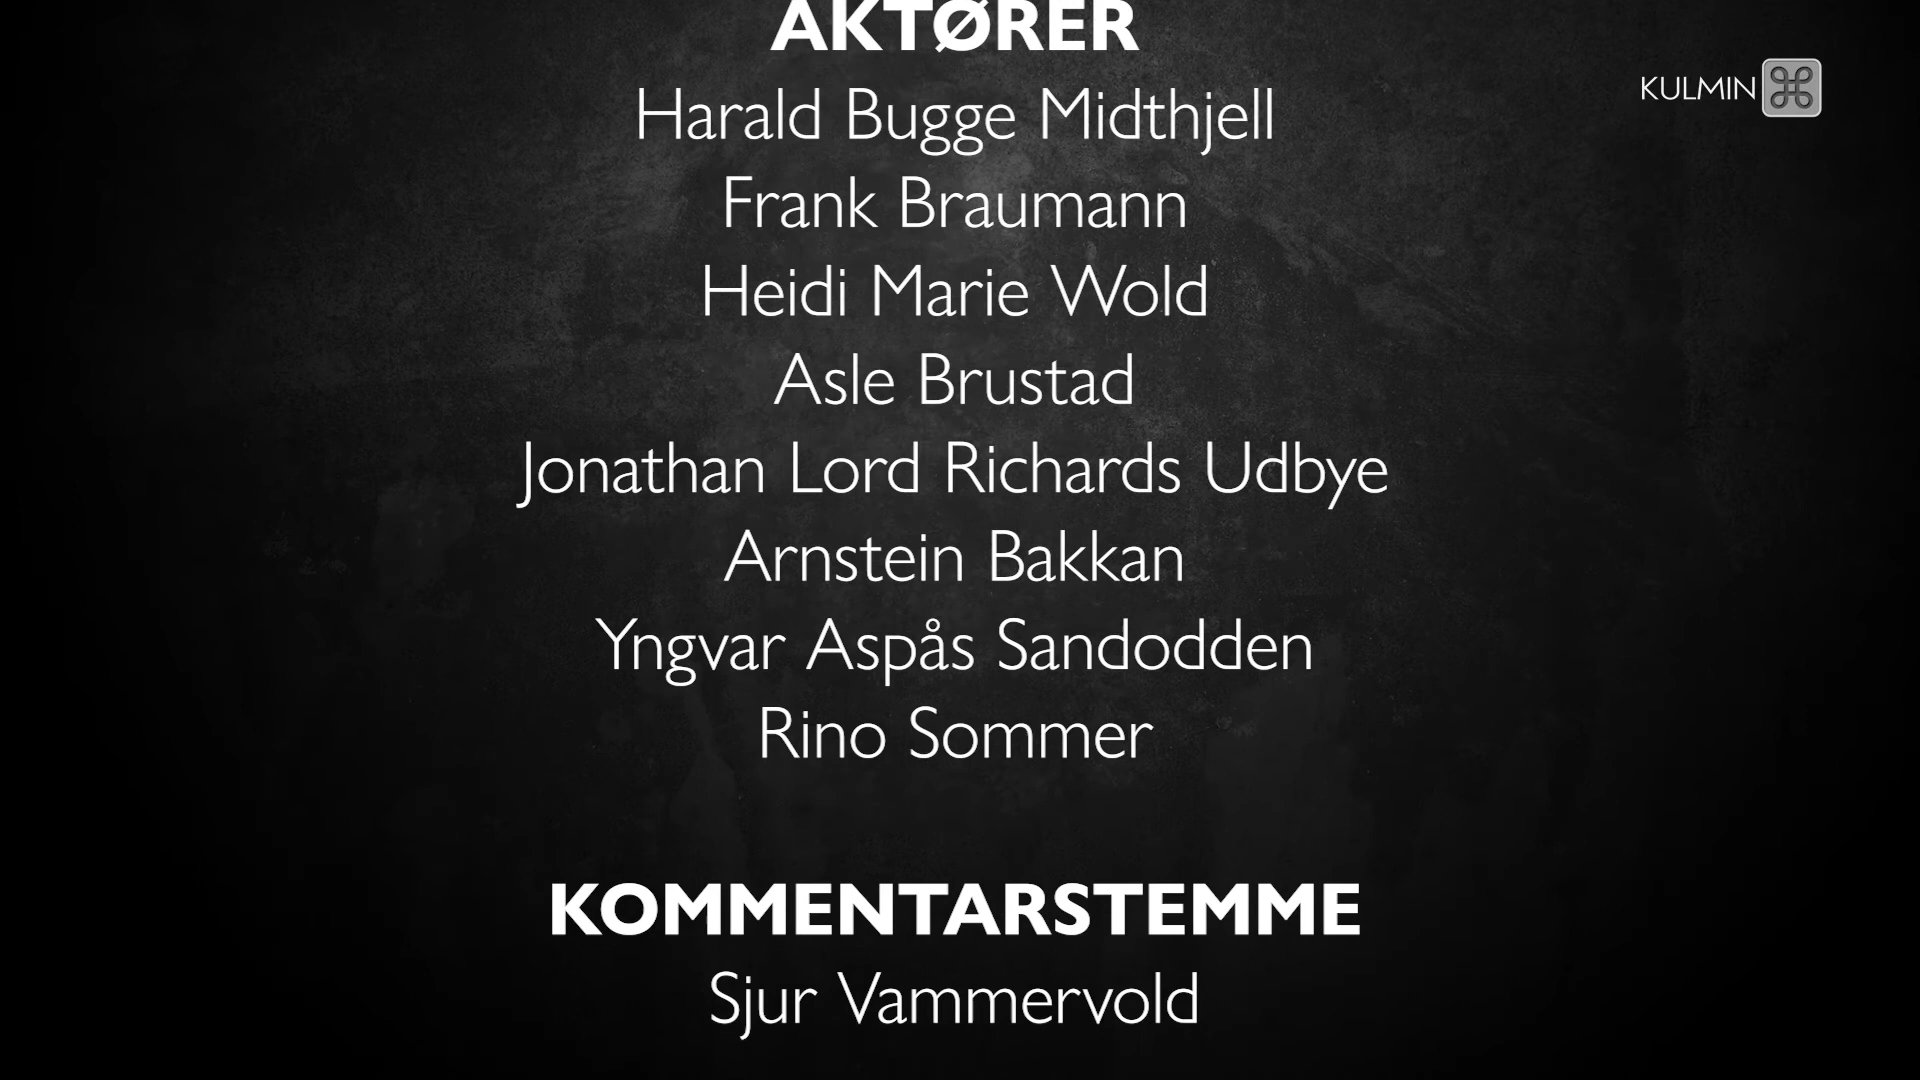 AKTØRER
KULMIN
Harald Bugge Midthjell
Frank Braumann
Heidi Marie Wold
Asle Brustad
Jonathan Lord Richards Udbye
Arnstein Bakkan
Yngvar Aspås Sandodden
Rino Sommer
KOMMENTARSTEMME
Sjur Vammervold